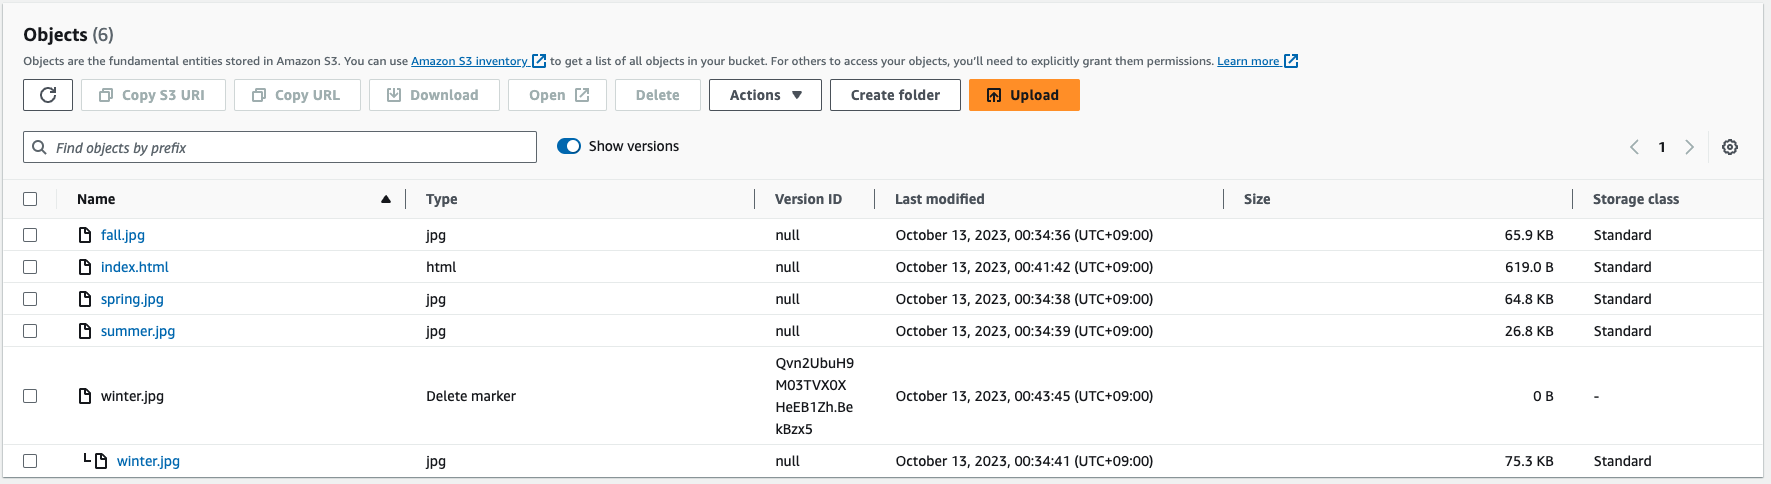 Objects (6)
Objects are the fundamental entities stored in Amazon S3. You can use Amazon S3 inventory to get a list of all objects in your bucket. For others to access your objects, you'll need to explicitly grant them permissions. Learn more
Copy S3 URI Copy URL Download Open Delete Actions Create folder Upload
Find objects by prefix Show versions 1
Name Type Version ID Last modified Size Storage class
fall.jpg jpg null October 13, 2023, 00:34:36 (UTC+09:00) 65.9 KB Standard
index.html html null October 13, 2023, 00:41:42 (UTC+09:00) 619.0 B Standard
spring.jpg jpg null October 13, 2023, 00:34:38 (UTC+09:00) 64.8 KB Standard
summer.jpg jpg null October 13, 2023, 00:34:39 (UTC+09:00) 26.8 KB Standard
Qvn2UbuH9
M03TVX0X
winter.jpg Delete marker October 13, 2023, 00:43:45 (UTC+09:00) 0 B -
HeEB1Zh.Be
kBzx5
winter.jpg jpg null October 13, 2023, 00:34:41 (UTC+09:00) 75.3 KB Standard